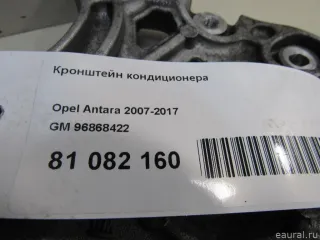 Кронштейн кондиционера
Opel Antara 2007-2017
GM 96868422
81 082 160
eaural.ru